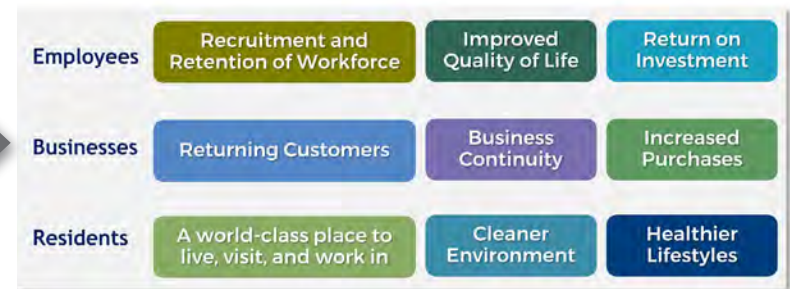 Employees
Recruitment and
Retention of Workforce
Improved
Quality of Life
Return on
Investment
Businesses
Returning Customers
Business
Continuity
Increased
Purchases
Residents
A world-class place to
live, visit, and work in
Cleaner
Environment
Healthier
Lifestyles